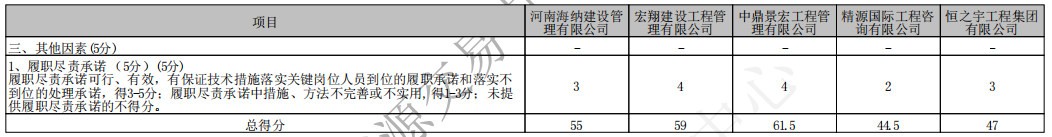 项目 河南海纳建设管理有限公司 宏翔建设工程管理有限公司 中鼎景宏工程管理有限公司 精源国际工程咨询有限公司 恒之宇工程集团有限公司
三、其他因素(5分) – – – – –
1、履职尽责承诺 （5分）(5分)
履职尽责承诺可行、有效，有保证技术措施落实关键岗位人员到位的履职承诺和落实不
到位的处理承诺，得3-5分；履职尽责承诺中措施、方法不完善或不实用,得1-3分；未提
供履职尽责承诺的不得分。 3 4 4 2 3
总得分 55 59 61.5 44.5 47
源交易中心